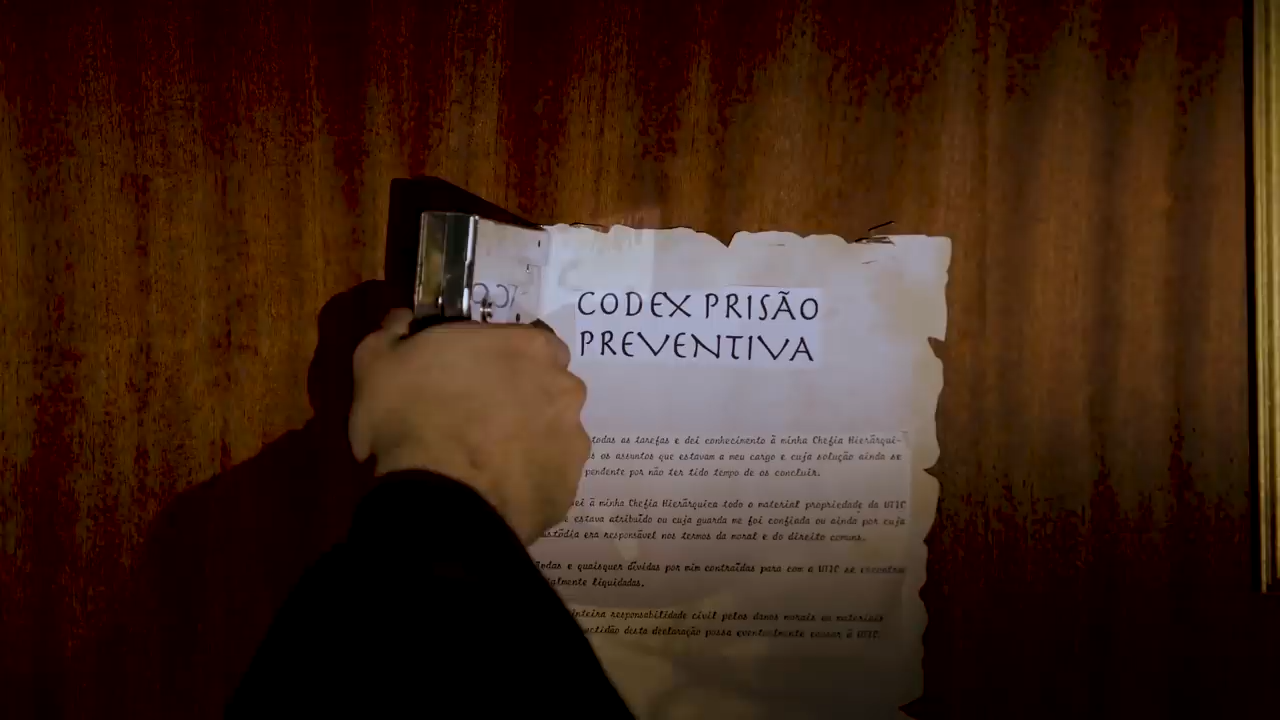 CODEX PRISÃO
PREVENTIVA
todas as tarefas e dei conhecimento à minha Chefia Hierárqui-
os assuntos que estavam a meu cargo e cuja solução ainda se
pendente por não ter tido tempo de os concluir.
à minha Chefia Hierárquica todo o material propriedade da UTIC
estava atribuído ou cuja guarda me foi confiada ou ainda por cuja
era responsável nos termos da moral e do direito comuns.
e quaisquer dívidas por mim contraídas para com a UTIC se encontram
liquidadas.
inteira responsabilidade civil pelos danos morais ou materiais
desta declaração possa eventualmente causar à UTIC.